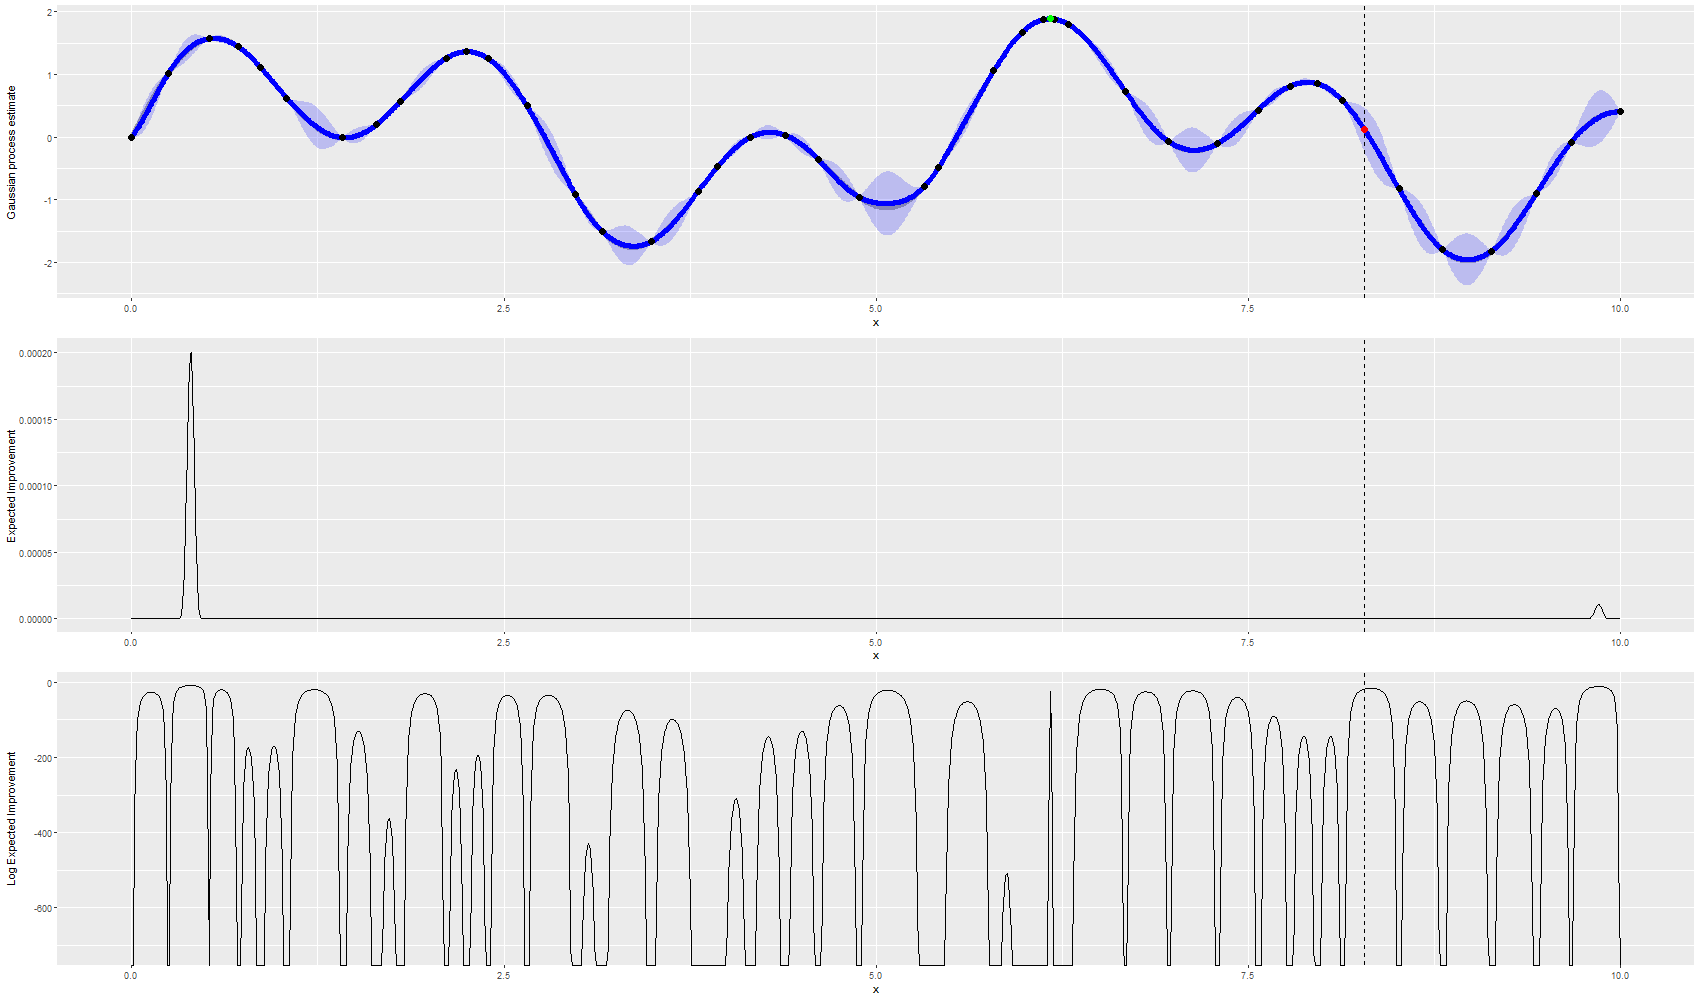 Gaussian process estimate
2
1
0
-1
-2
0.0 2.5 5.0 7.5 10.0
x
Expected Improvement
0.00020
0.00015
0.00010
0.00005
0.00000
0.0 2.5 5.0 7.5 10.0
x
Log Expected Improvement
0
-200
-400
-600
0.0 2.5 5.0 7.5 10.0
x